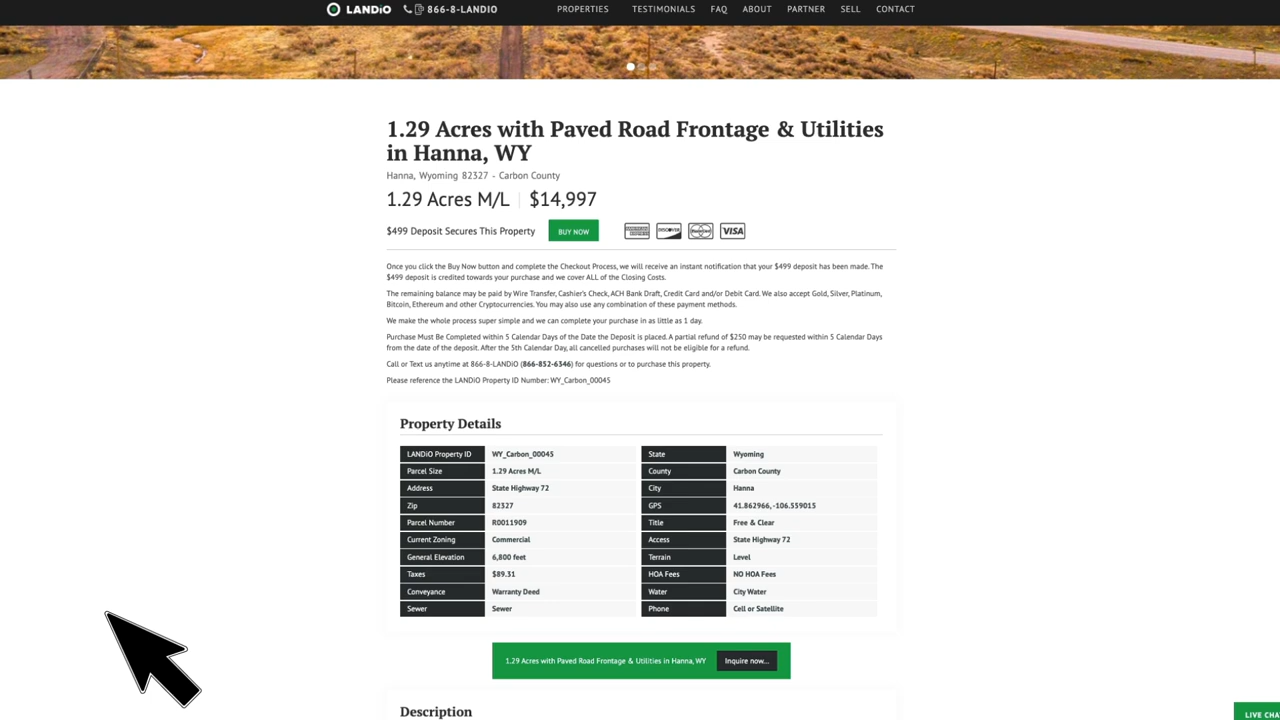 LANDiO 866-8-LANDIO PROPERTIES TESTIMONIALS FAQ ABOUT PARTNER SELL CONTACT
1.29 Acres with Paved Road Frontage & Utilities
in Hanna, WY
Hanna, Wyoming 82327 - Carbon County
1.29 Acres M/L | $14,997
$499 Deposit Secures This Property BUY NOW DISCOVER VISA
Once you click the Buy Now button and complete the Checkout Process, we will receive an instant notification that your $499 deposit has been made. The
$499 deposit is credited towards your purchase and we cover ALL of the Closing Costs.
The remaining balance may be paid by Wire Transfer, Cashier's Check, ACH Bank Draft, Credit Card and/or Debit Card. We also accept Gold, Silver, Platinum,
Bitcoin, Ethereum and other Cryptocurrencies. You may also use any combination of these payment methods.
We make the whole process super simple and we can complete your purchase in as little as 1 day.
Purchase Must Be Completed within 5 Calendar Days of the Date the Deposit is placed. A partial refund of $250 may be requested within 5 Calendar Days
from the date of the deposit. After the 5th Calendar Day, all cancelled purchases will not be eligible for a refund.
Call or Text us anytime at 866-8-LANDiO (866-852-6346) for questions or to purchase this property.
Please reference the LANDiO Property ID Number: WY_Carbon_00045
Property Details
LANDiO Property ID WY_Carbon_00045 State Wyoming
Parcel Size 1.29 Acres M/L County Carbon County
Address State Highway 72 City Hanna
Zip 82327 GPS 41.862966,-106.559015
Parcel Number R0011909 Title Free & Clear
Current Zoning Commercial Access State Highway 72
General Elevation 6,800 feet Terrain Level
Taxes $89.31 HOA Fees NO HOA Fees
Conveyance Warranty Deed Water City Water
Sewer Sewer Phone Cell or Satellite
1.29 Acres with Paved Road Frontage & Utilities in Hanna, WY Inquire now...
Description
LIVE CHA